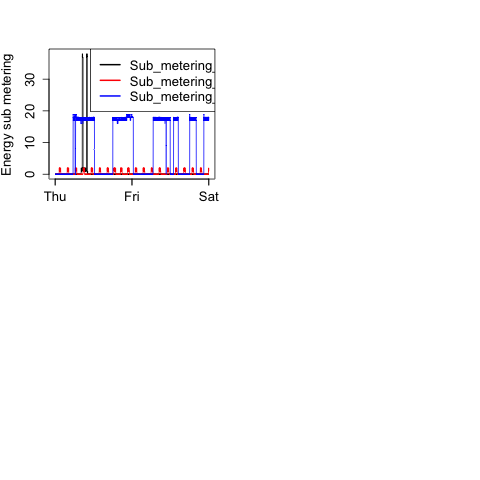 Energy sub metering
30
20
10
0
Sub_metering_
Sub_metering_
Sub_metering_
Thu Fri Sat